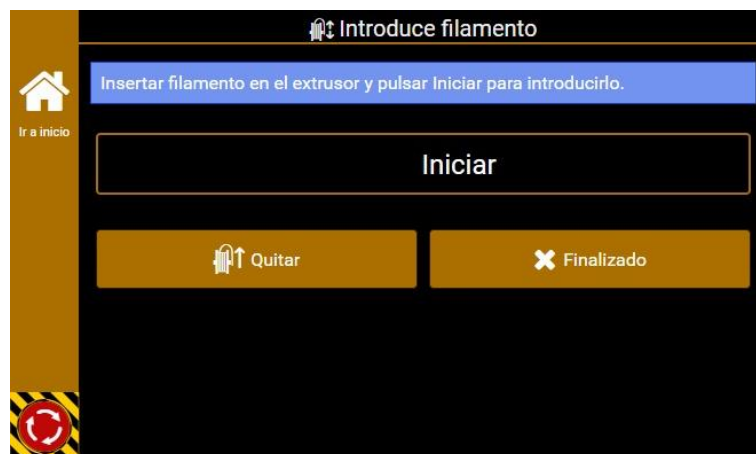 Introduce filamento
Insertar filamento en el extrusor y pulsar Iniciar para introducirlo.
Ir a inicio
Iniciar
Quitar
Finalizado